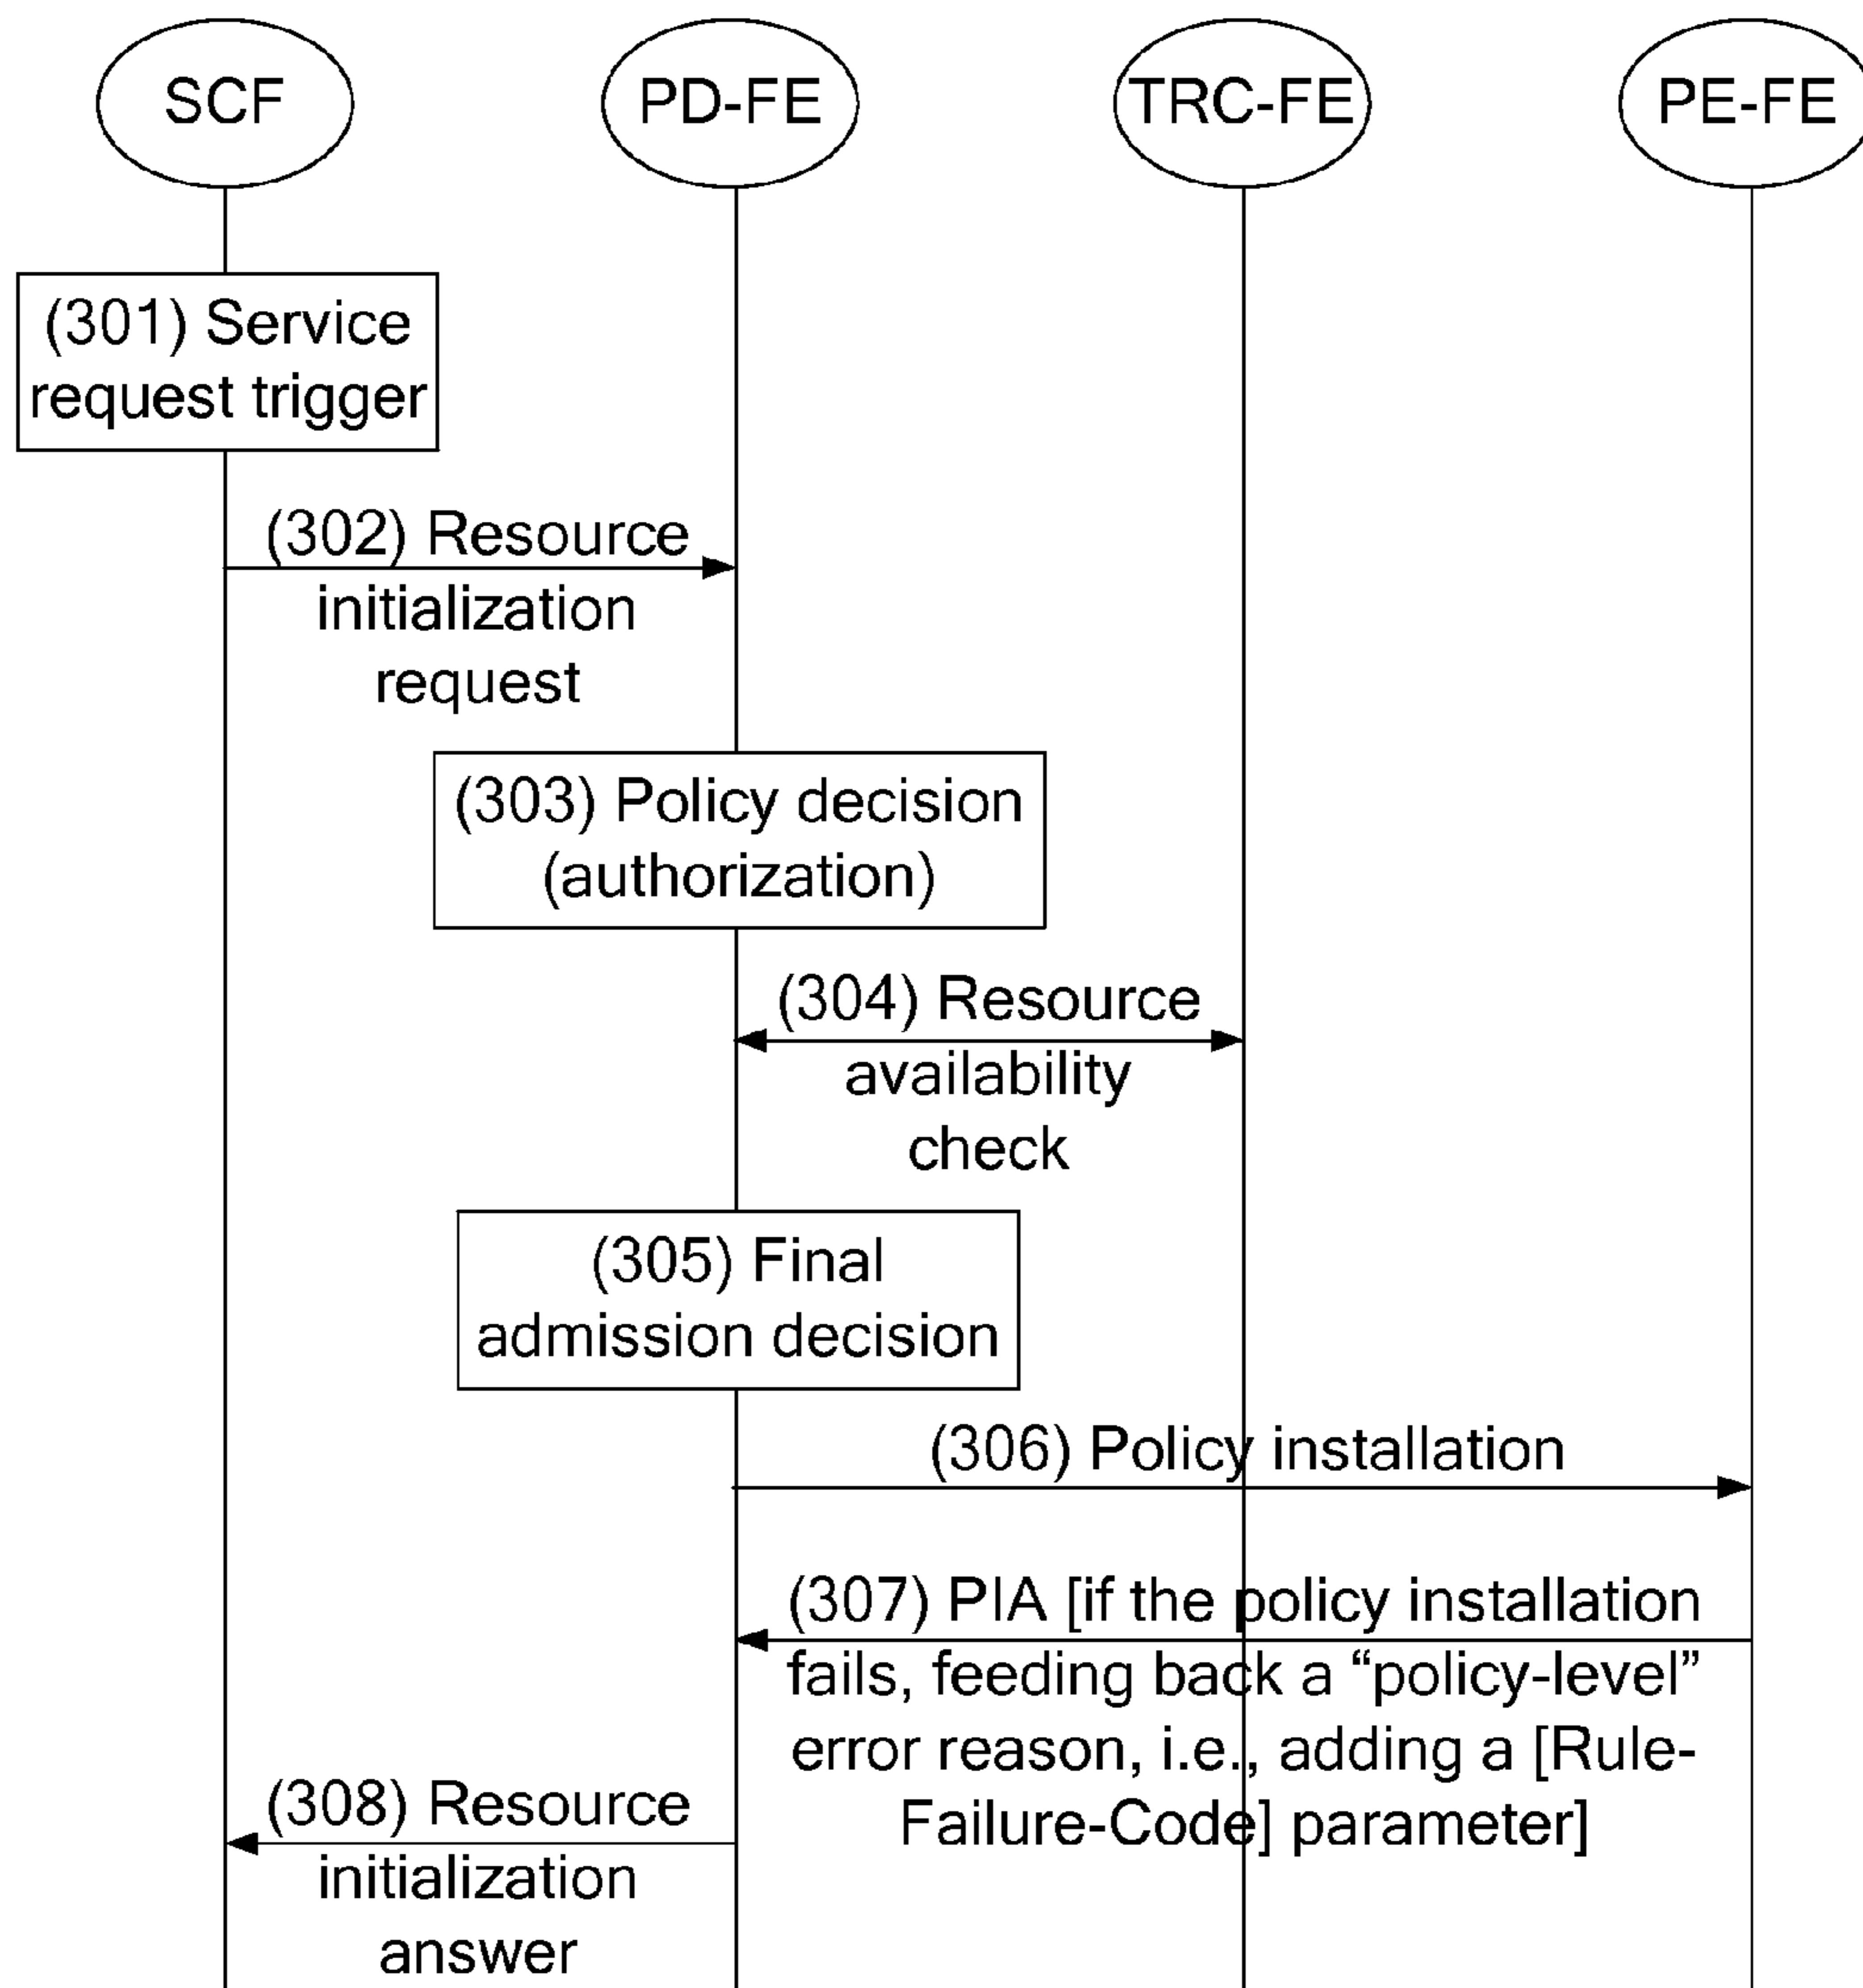 SCF
PD-FE
TRC-FE
PE-FE
(301) Service
request trigger
(302) Resource
initialization
request
(303) Policy decision
(authorization)
(304) Resource
availability
check
(305) Final
admission decision
(306) Policy installation
(307) PIA [if the policy installation
fails, feeding back a “policy-level”
error reason, i.e., adding a [Rule-
Failure-Code] parameter]
(308) Resource
initialization
answer